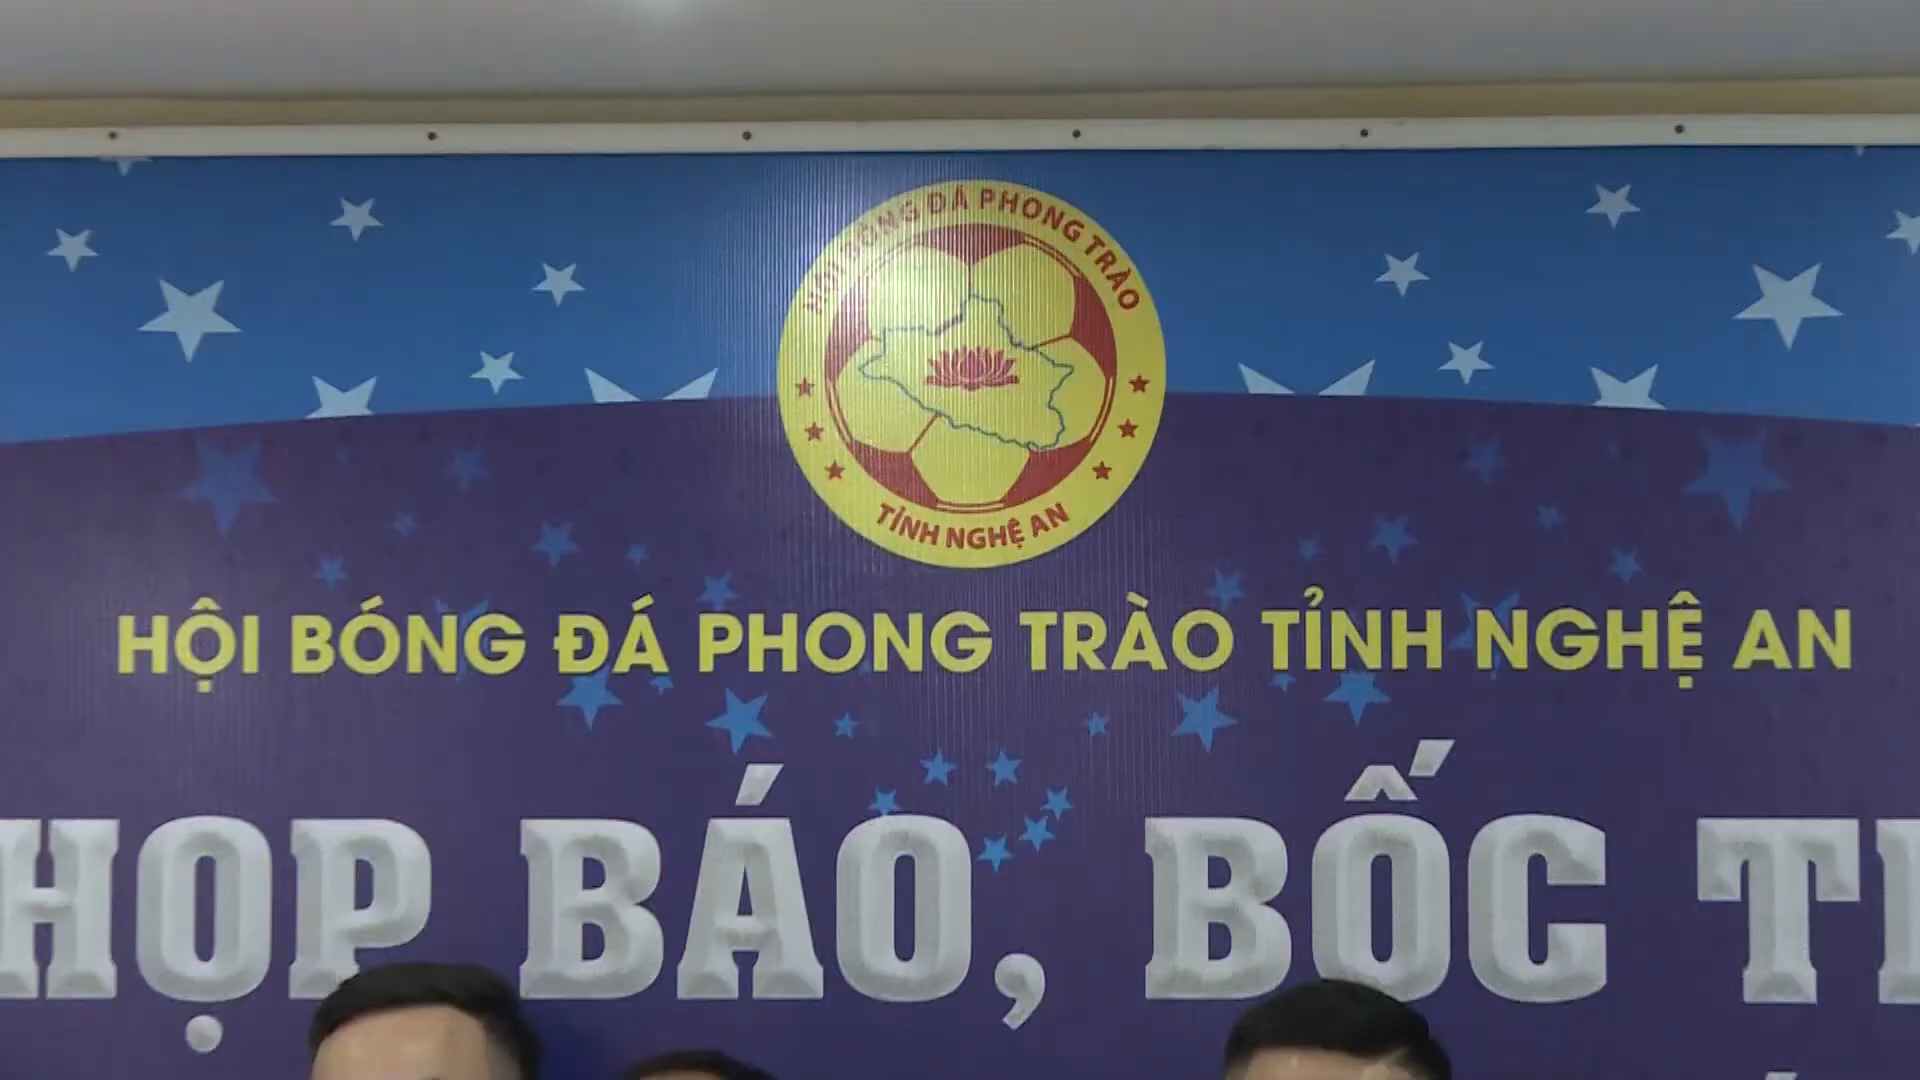 HỘI BÓNG ĐÁ PHONG TRÀO
TỈNH NGHỆ AN
HỘI BÓNG ĐÁ PHONG TRÀO TỈNH NGHỆ AN
HỌP BÁO, BỐC